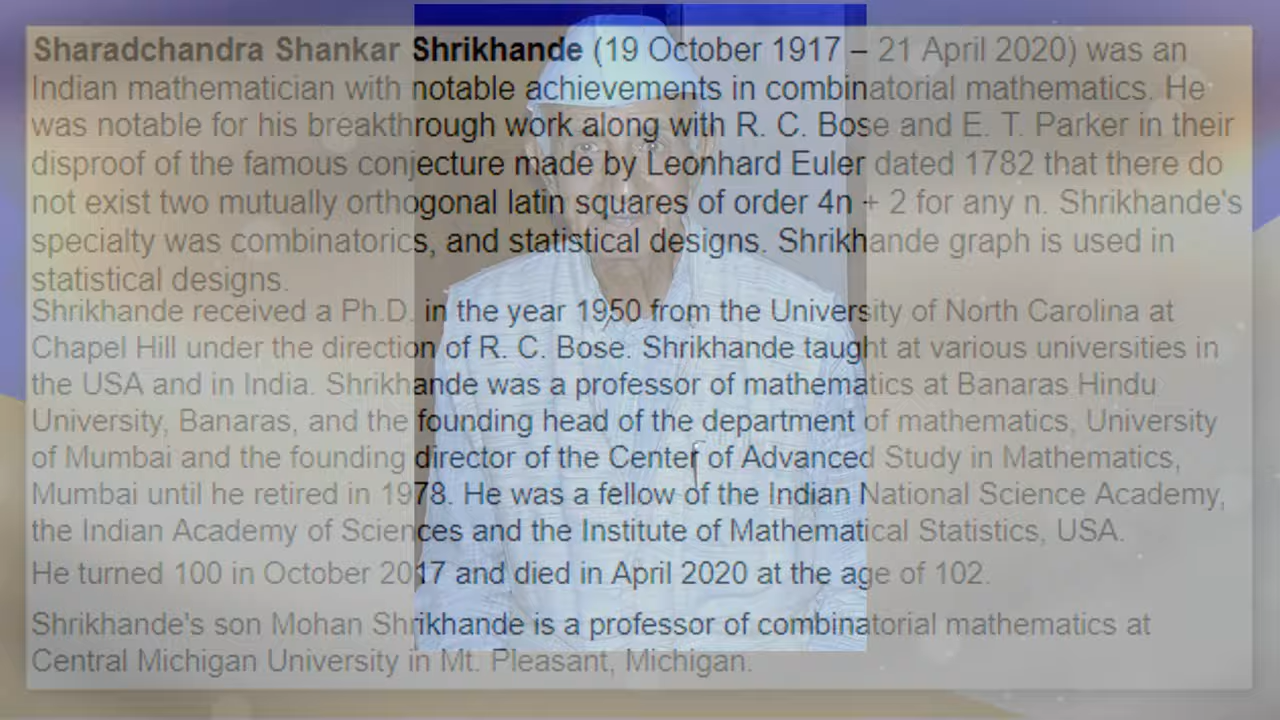 Sharadchandra Shankar Shrikhande (19 October 1917 – 21 April 2020) was an
Indian mathematician with notable achievements in combinatorial mathematics. He
was notable for his breakthrough work along with R. C. Bose and E. T. Parker in their
disproof of the famous conjecture made by Leonhard Euler dated 1782 that there do
not exist two mutually orthogonal latin squares of order 4n + 2 for any n. Shrikhande's
specialty was combinatorics, and statistical designs. Shrikhande graph is used in
statistical designs.
Shrikhande received a Ph.D. in the year 1950 from the University of North Carolina at
Chapel Hill under the direction of R. C. Bose. Shrikhande taught at various universities in
the USA and in India. Shrikhande was a professor of mathematics at Banaras Hindu
University, Banaras, and the founding head of the department of mathematics, University
of Mumbai and the founding director of the Center of Advanced Study in Mathematics,
Mumbai until he retired in 1978. He was a fellow of the Indian National Science Academy,
the Indian Academy of Sciences and the Institute of Mathematical Statistics, USA.
He turned 100 in October 2017 and died in April 2020 at the age of 102.
Shrikhande's son Mohan Shrikhande is a professor of combinatorial mathematics at
Central Michigan University in Mt. Pleasant, Michigan.